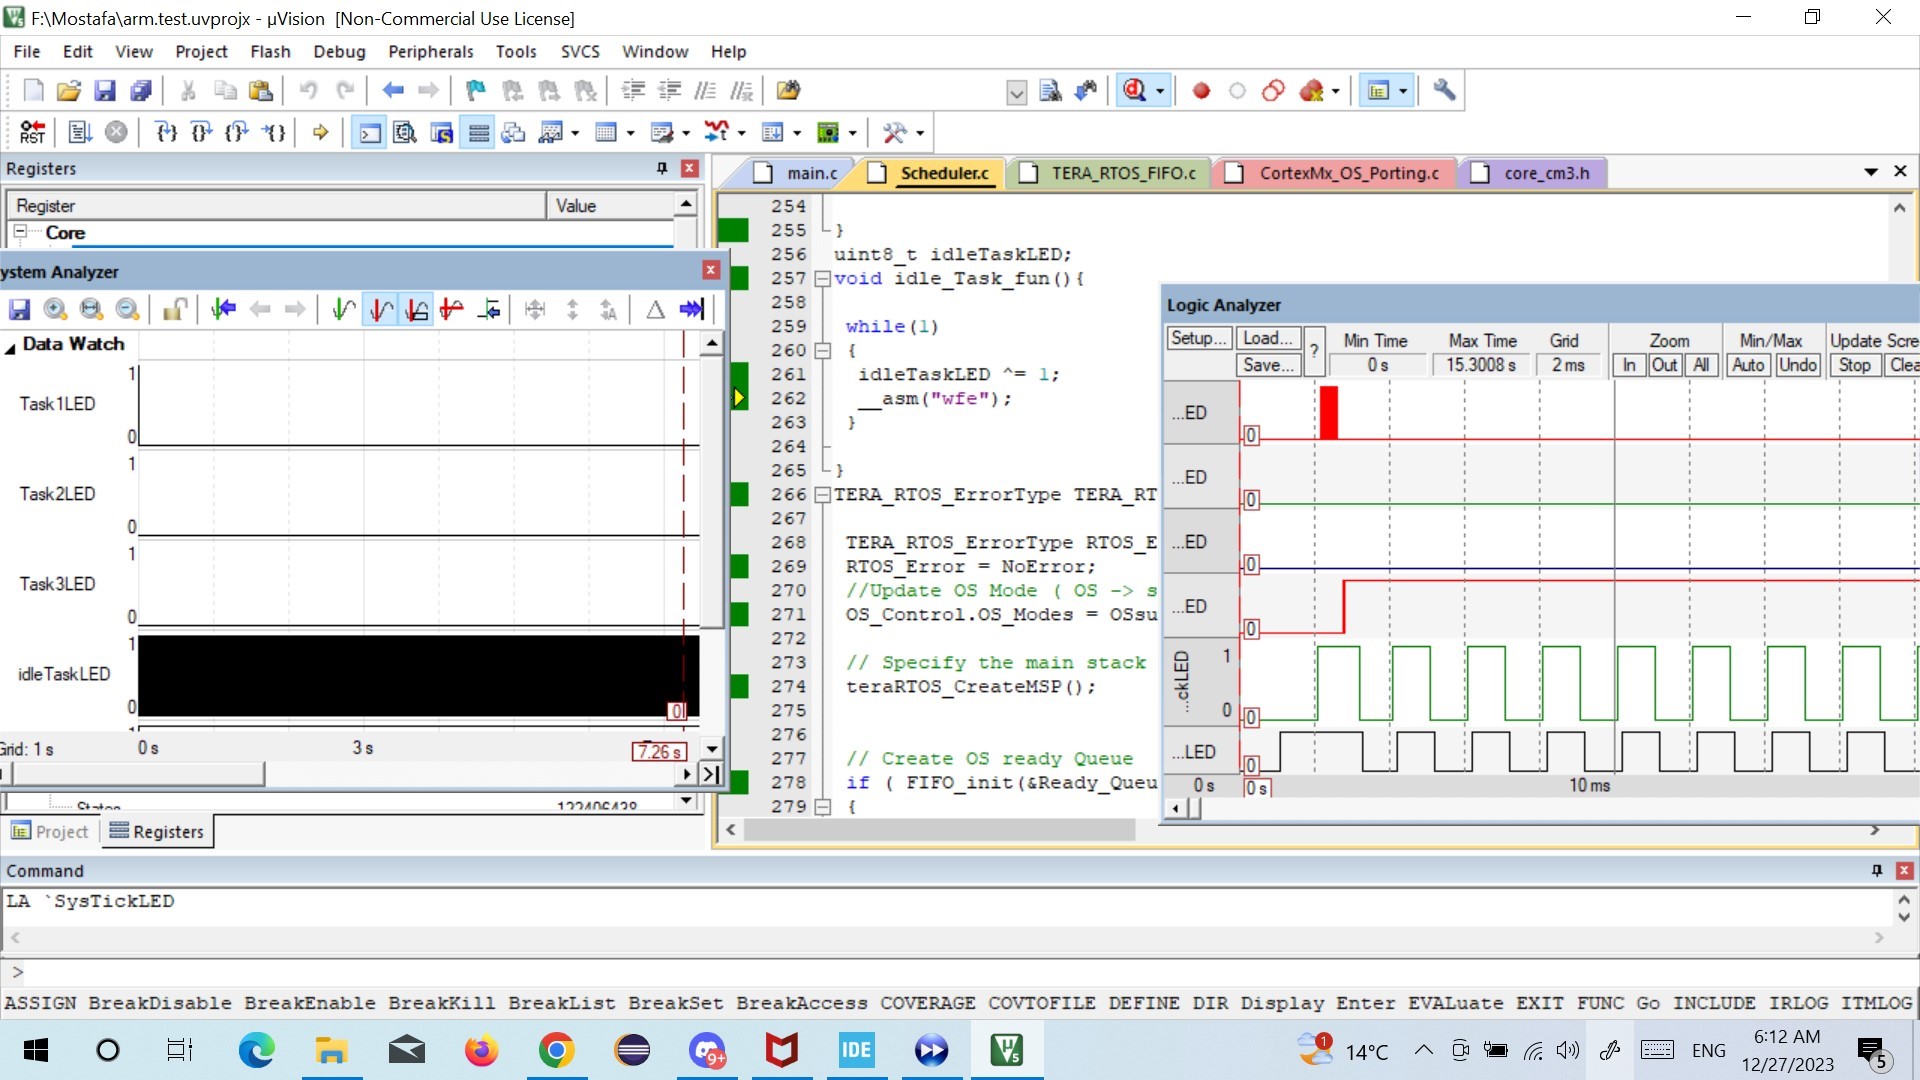 F:\Mostafa\arm.test.uvprojx - µVision [Non-Commercial Use License]
File Edit View Project Flash Debug Peripherals Tools SVCS Window Help
Registers
Register Value
Core
main.c Scheduler.c TERA_RTOS_FIFO.c CortexMx_OS_Porting.c core_cm3.h
ystem Analyzer
Data Watch
Task1LED
1
0
Task2LED
1
0
Task3LED
1
0
idleTaskLED
1
0
0
Grid: 1 s 0 s 3 s 7.26 s
States 122406438
Project Registers
254
255 }
256 uint8_t idleTaskLED;
257 void idle_Task_fun(){
258
259 while(1)
260 {
261 idleTaskLED ^= 1;
262 __asm("wfe");
263 }
264
265 }
266 TERA_RTOS_ErrorType TERA_RT
267
268 TERA_RTOS_ErrorType RTOS_E
269 RTOS_Error = NoError;
270 //Update OS Mode ( OS -> s
271 OS_Control.OS_Modes = OSsu
272
273 // Specify the main stack
274 teraRTOS_CreateMSP();
275
276
277 // Create OS ready Queue
278 if ( FIFO_init(&Ready_Queu
279 {
Logic Analyzer
Setup... Load... ? Min Time Max Time Grid Zoom Min/Max Update Scre
Save... 0 s 15.3008 s 2 ms In Out All Auto Undo Stop Clea
...ED 0
...ED 0
...ED 0
...ED 0
...ckLED 1 0 0
...LED 0
0 s 0 s 10 ms
Command
LA `SysTickLED
>
ASSIGN BreakDisable BreakEnable BreakKill BreakList BreakSet BreakAccess COVERAGE COVTOFILE DEFINE DIR Display Enter EVALuate EXIT FUNC Go INCLUDE IRLOG ITMLOG
9+ IDE 1 14°C ENG 6:12 AM
12/27/2023 5